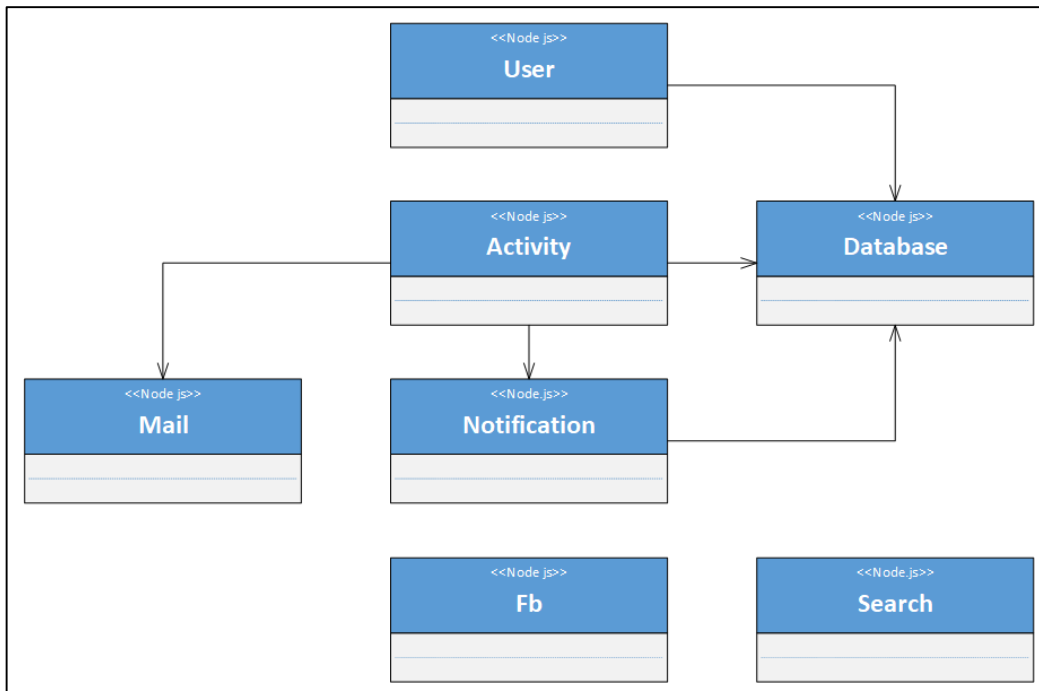 <<Node js>>
User
<<Node js>>
Activity
<<Node js>>
Database
<<Node js>>
Mail
<<Node.js>>
Notification
<<Node js>>
Fb
<<Node.js>>
Search